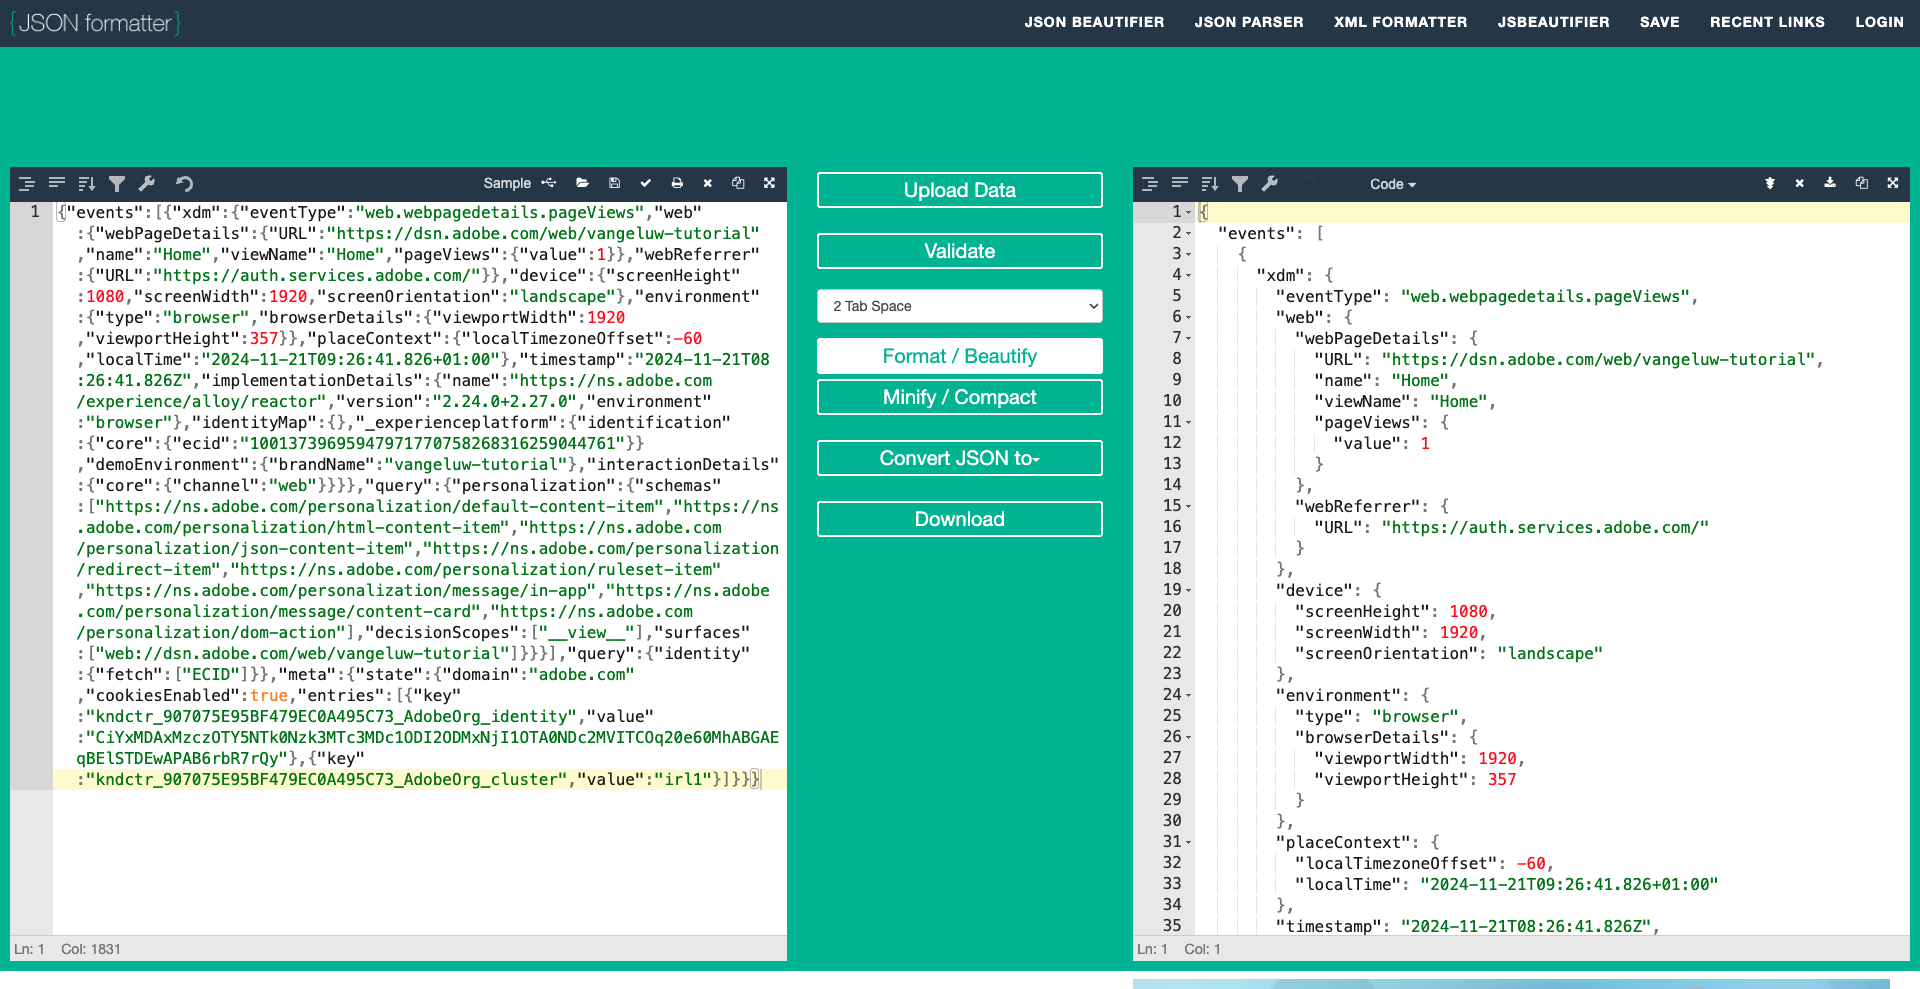 {JSON formatter}
JSON BEAUTIFIER JSON PARSER XML FORMATTER JSBEAUTIFIER SAVE RECENT LINKS LOGIN
Sample
1 {"events":[{"xdm":{"eventType":"web.webpagedetails.pageViews","web"
:{"webPageDetails":{"URL":"https://dsn.adobe.com/web/vangeluw-tutorial"
,"name":"Home","viewName":"Home","pageViews":{"value":1}},"webReferrer"
:{"URL":"https://auth.services.adobe.com/"}},"device":{"screenHeight"
:1080,"screenWidth":1920,"screenOrientation":"landscape"},"environment"
:{"type":"browser","browserDetails":{"viewportWidth":1920
,"viewportHeight":357}},"placeContext":{"localTimezoneOffset":-60
,"localTime":"2024-11-21T09:26:41.826+01:00"},"timestamp":"2024-11-21T08
:26:41.826Z","implementationDetails":{"name":"https://ns.adobe.com
/experience/alloy/reactor","version":"2.24.0+2.27.0","environment"
:"browser"},"identityMap":{},"_experienceplatform":{"identification"
:{"core":{"ecid":"10013739695947971770758268316259044761"}}
,"demoEnvironment":{"brandName":"vangeluw-tutorial"},"interactionDetails"
:{"core":{"channel":"web"}}}},"query":{"personalization":{"schemas"
:["https://ns.adobe.com/personalization/default-content-item","https://ns
.adobe.com/personalization/html-content-item","https://ns.adobe.com
/personalization/json-content-item","https://ns.adobe.com/personalization
/redirect-item","https://ns.adobe.com/personalization/ruleset-item"
,"https://ns.adobe.com/personalization/message/in-app","https://ns.adobe
.com/personalization/message/content-card","https://ns.adobe.com
/personalization/dom-action"],"decisionScopes":["__view__"],"surfaces"
:["web://dsn.adobe.com/web/vangeluw-tutorial"]}}}],"query":{"identity"
:{"fetch":["ECID"]}},"meta":{"state":{"domain":"adobe.com"
,"cookiesEnabled":true,"entries":[{"key"
:"kndctr_907075E95BF479EC0A495C73_AdobeOrg_identity","value"
:"CiYxMDAxMzczOTY5NTk0Nzk3MTc3MDc1ODI2ODMxNjI1OTA0NDc2MVITCOq20e60MhABGAE
qBElSTDEwAPAB6rbR7rQy"},{"key"
:"kndctr_907075E95BF479EC0A495C73_AdobeOrg_cluster","value":"irl1"}]}}}
Ln: 1 Col: 1831
Upload Data
Validate
2 Tab Space
Format / Beautify
Minify / Compact
Convert JSON to
Download
Code
1 {
2 "events": [
3 {
4 "xdm": {
5 "eventType": "web.webpagedetails.pageViews",
6 "web": {
7 "webPageDetails": {
8 "URL": "https://dsn.adobe.com/web/vangeluw-tutorial",
9 "name": "Home",
10 "viewName": "Home",
11 "pageViews": {
12 "value": 1
13 }
14 },
15 "webReferrer": {
16 "URL": "https://auth.services.adobe.com/"
17 }
18 },
19 "device": {
20 "screenHeight": 1080,
21 "screenWidth": 1920,
22 "screenOrientation": "landscape"
23 },
24 "environment": {
25 "type": "browser",
26 "browserDetails": {
27 "viewportWidth": 1920,
28 "viewportHeight": 357
29 }
30 },
31 "placeContext": {
32 "localTimezoneOffset": -60,
33 "localTime": "2024-11-21T09:26:41.826+01:00"
34 },
35 "timestamp": "2024-11-21T08:26:41.826Z",
Ln: 1 Col: 1